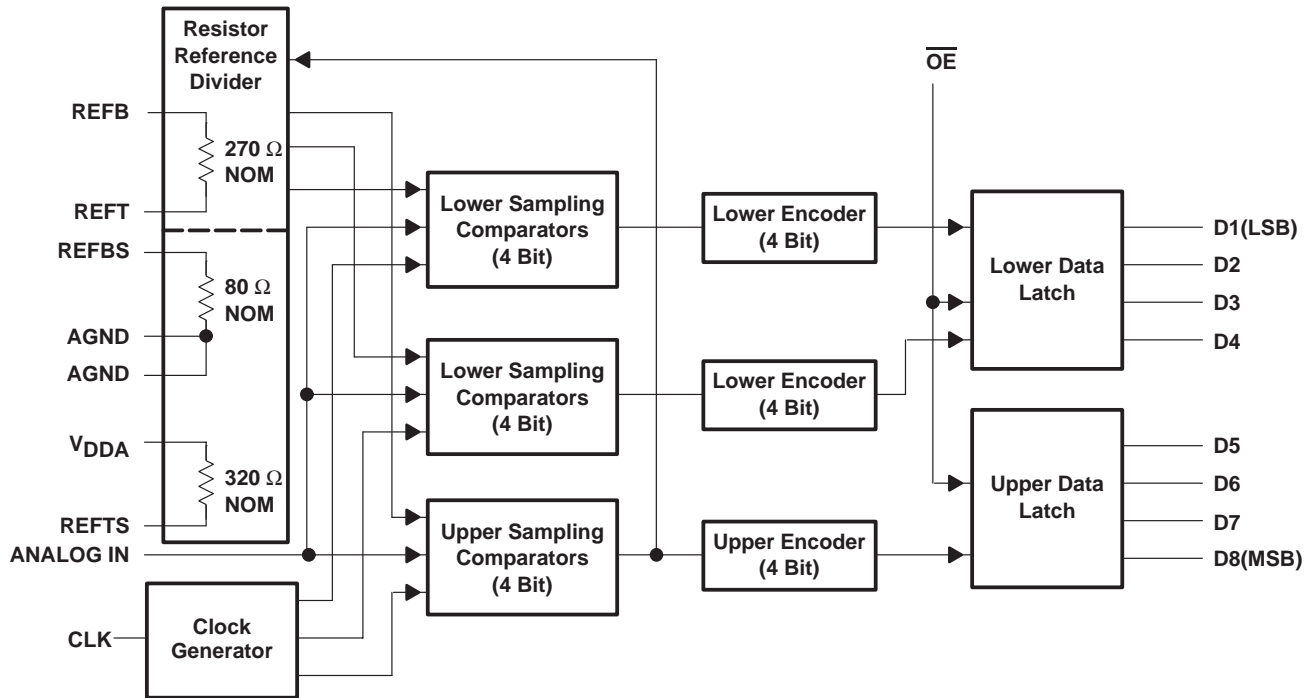 Resistor
Reference
Divider
OE
REFB
270 Ω
NOM
REFT
REFBS
80 Ω
NOM
AGND
AGND
VDDA
320 Ω
NOM
REFTS
ANALOG IN
CLK
Clock
Generator
Lower Sampling
Comparators
(4 Bit)
Lower Encoder
(4 Bit)
Lower Data
Latch
D1(LSB)
D2
D3
D4
Lower Sampling
Comparators
(4 Bit)
Lower Encoder
(4 Bit)
Upper Sampling
Comparators
(4 Bit)
Upper Encoder
(4 Bit)
Upper Data
Latch
D5
D6
D7
D8(MSB)